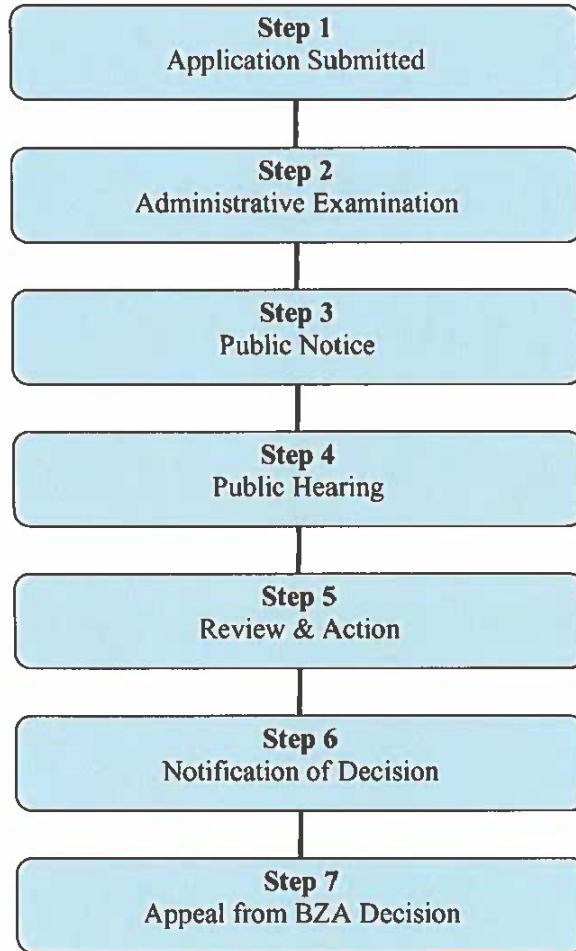 Step 1
Application Submitted
Step 2
Administrative Examination
Step 3
Public Notice
Step 4
Public Hearing
Step 5
Review & Action
Step 6
Notification of Decision
Step 7
Appeal from BZA Decision